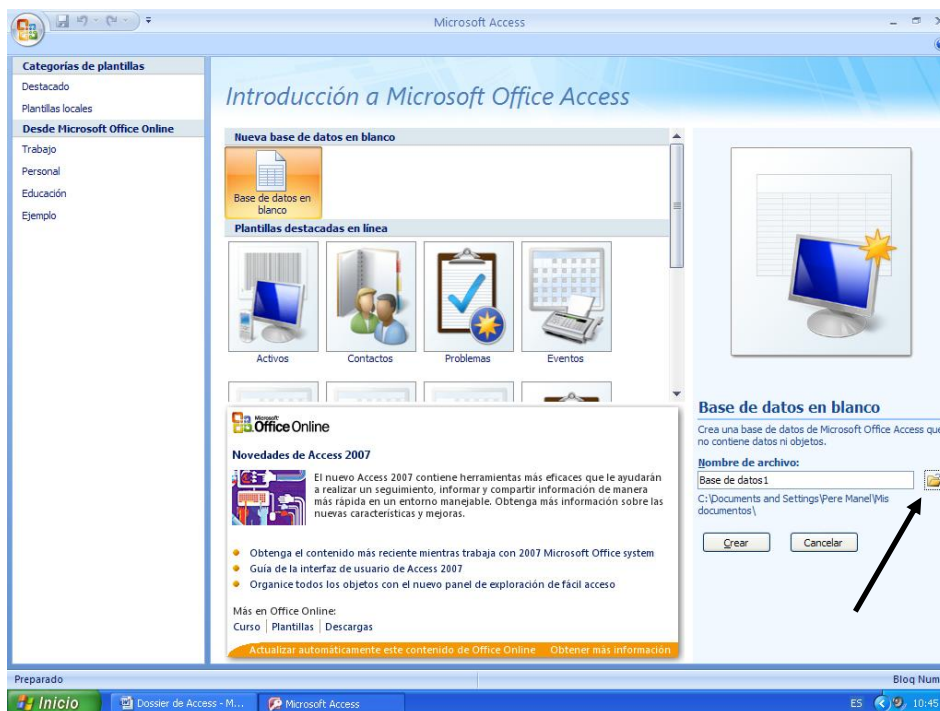 Microsoft Access
Categorías de plantillas
Destacado
Plantillas locales
Desde Microsoft Office Online
Trabajo
Personal
Educación
Ejemplo
Introducción a Microsoft Office Access
Nueva base de datos en blanco
Base de datos en
blanco
Plantillas destacadas en línea
Activos
Contactos
Problemas
Eventos
Microsoft
Office Online
Novedades de Access 2007
El nuevo Access 2007 contiene herramientas más eficaces que le ayudarán
a realizar un seguimiento, informar y compartir información de manera
más rápida en un entorno manejable. Obtenga más información sobre las
nuevas características y mejoras.
Obtenga el contenido más reciente mientras trabaja con 2007 Microsoft Office system
Guía de la interfaz de usuario de Access 2007
Organice todos los objetos con el nuevo panel de exploración de fácil acceso
Más en Office Online:
Curso | Plantillas | Descargas
Actualizar automáticamente este contenido de Office Online Obtener más información
Base de datos en blanco
Crea una base de datos de Microsoft Office Access que
no contiene datos ni objetos.
Nombre de archivo:
Base de datos1
C:\Documents and Settings\Pere Manel\Mis
documentos\
Crear
Cancelar
Preparado
Bloq Num
Inicio
Dossier de Acces - M...
Microsoft Access
ES
10:45